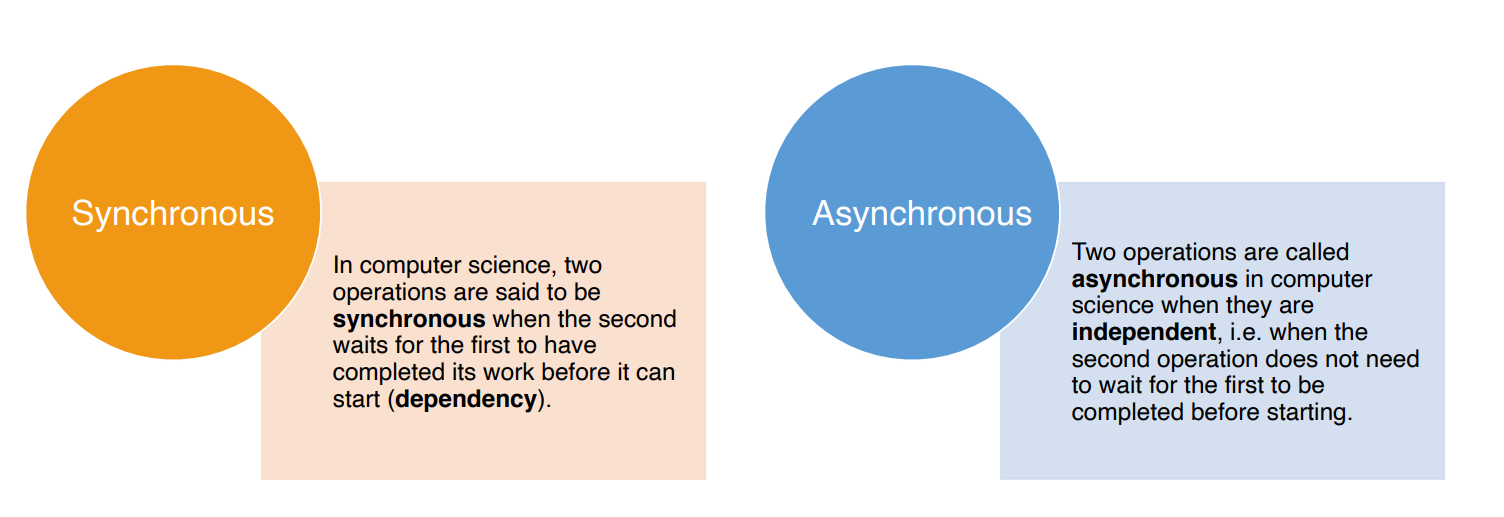 Synchronous
In computer science, two
operations are said to be
synchronous when the second
waits for the first to have
completed its work before it can
start (dependency).
Asynchronous
Two operations are called
asynchronous in computer
science when they are
independent, i.e. when the
second operation does not need
to wait for the first to be
completed before starting.